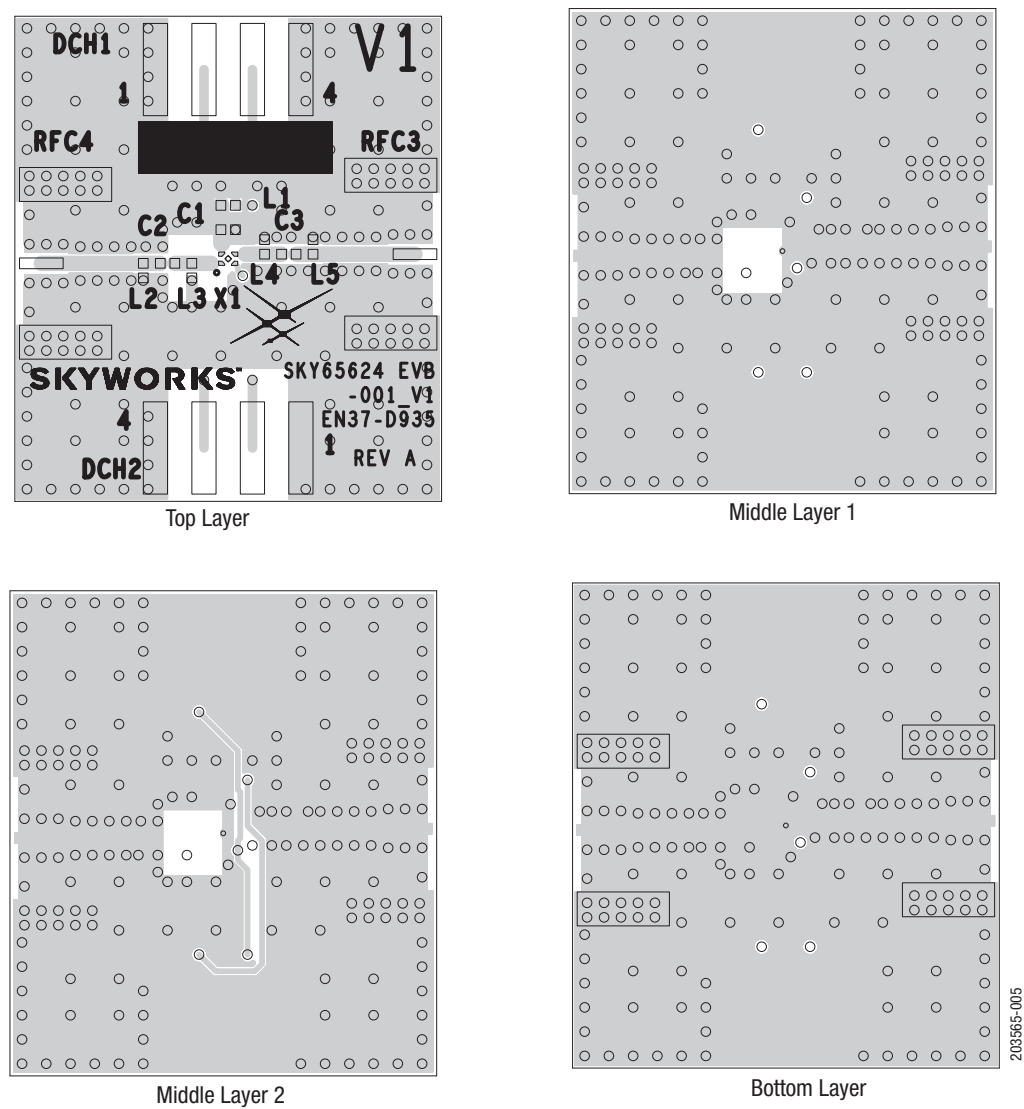 DCH1
V1
1
4
RFC4
RFC3
L1
C1
C3
C2
L4
L5
L2
L3
X1
SKYWORKS™
SKY65624 EVB
-001_V1
4
EN37-D935
1
REV A
DCH2
Top Layer
Middle Layer 1
Middle Layer 2
Bottom Layer
203565-005